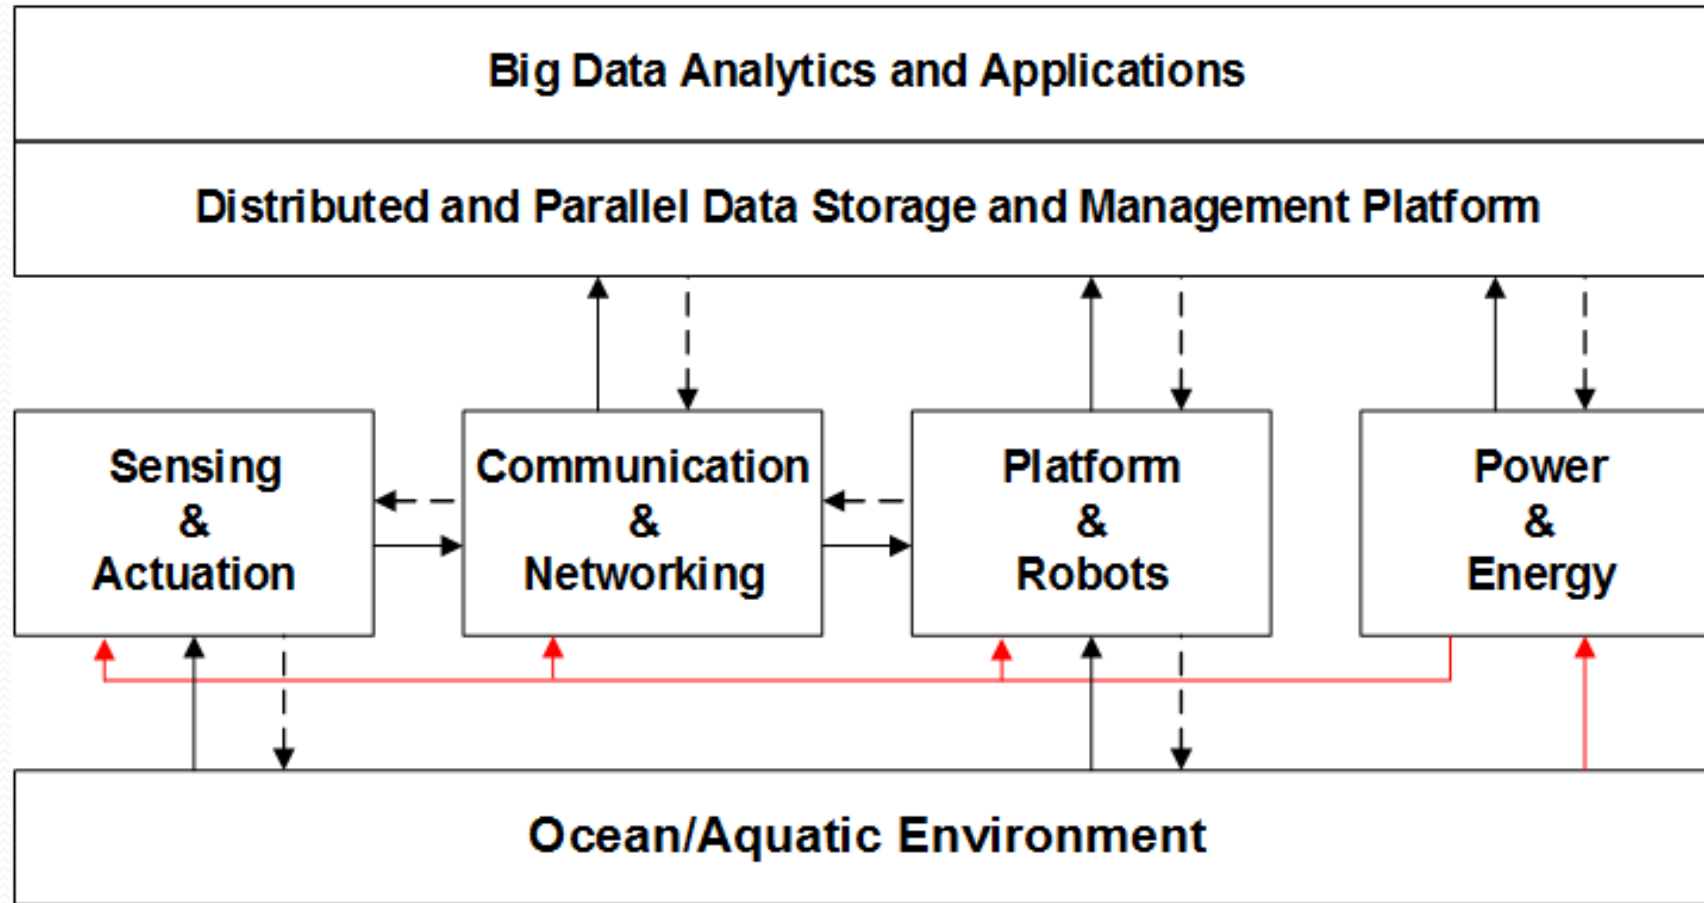 Big Data Analytics and Applications
Distributed and Parallel Data Storage and Management Platform
Sensing
&
Actuation
Communication
&
Networking
Platform
&
Robots
Power
&
Energy
Ocean/Aquatic Environment